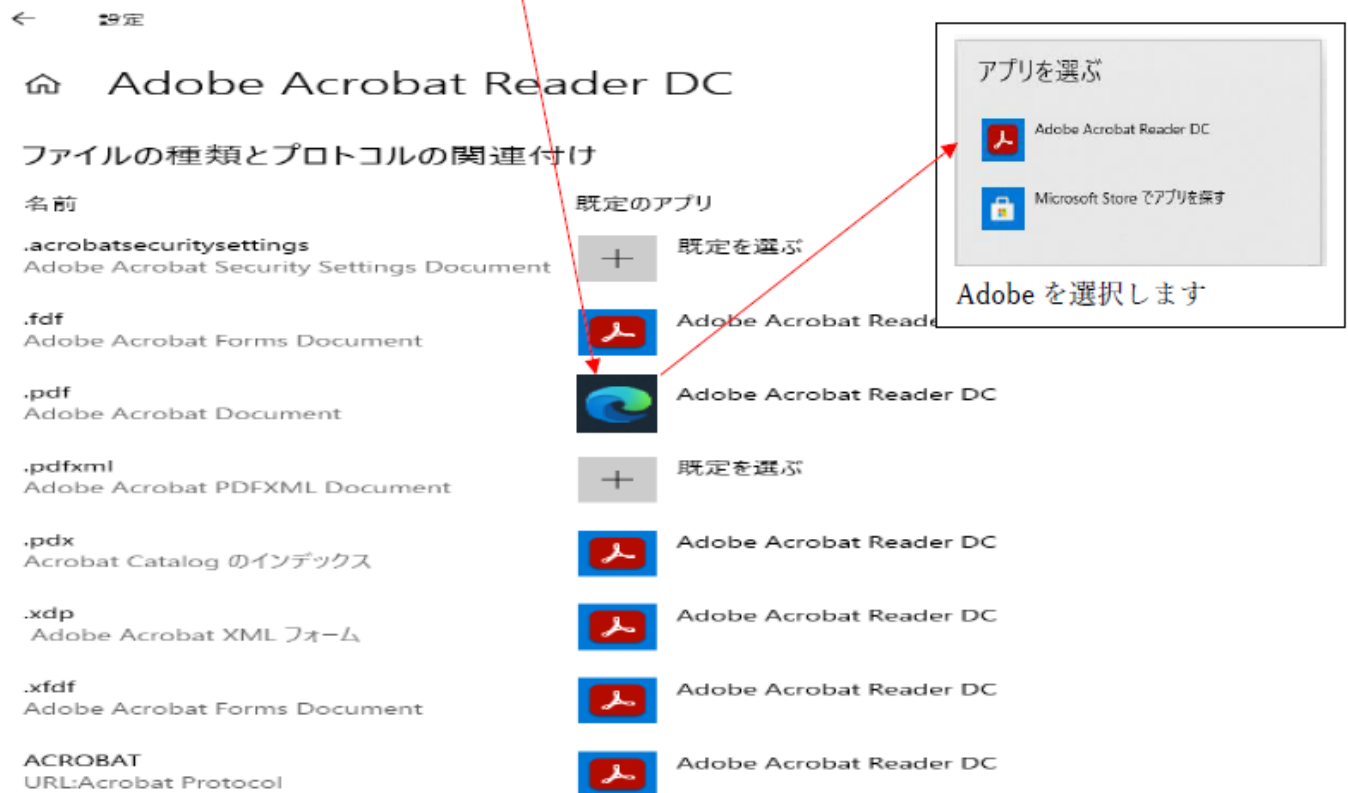 設定
Adobe Acrobat Reader DC
ファイルの種類とプロトコルの関連付け
名前 既定のアプリ
.acrobatsecuritysettings 既定を選ぶ
Adobe Acrobat Security Settings Document
.fdf Adobe Acrobat Reade
Adobe Acrobat Forms Document
.pdf Adobe Acrobat Reader DC
Adobe Acrobat Document
.pdfxml 既定を選ぶ
Adobe Acrobat PDFXML Document
.pdx Adobe Acrobat Reader DC
Acrobat Catalog のインデックス
.xdp Adobe Acrobat Reader DC
Adobe Acrobat XML フォーム
.xfdf Adobe Acrobat Reader DC
Adobe Acrobat Forms Document
ACROBAT Adobe Acrobat Reader DC
URL:Acrobat Protocol
アプリを選ぶ
Adobe Acrobat Reader DC
Microsoft Store でアプリを探す
Adobe を選択します